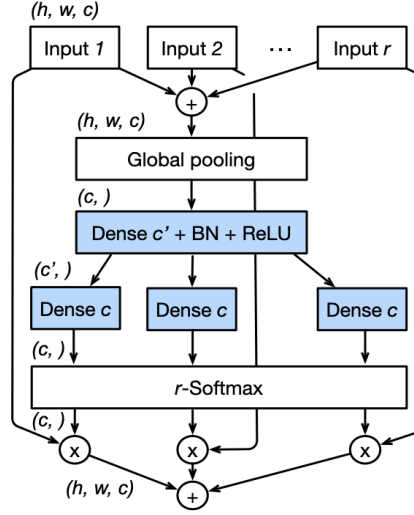 (h, w, c)
Input 1 Input 2 ... Input r
+
(h, w, c)
Global pooling
(c, )
Dense c' + BN + ReLU
(c', )
Dense c Dense c Dense c
(c, )
r-Softmax
(c, )
x x x
(h, w, c)
+